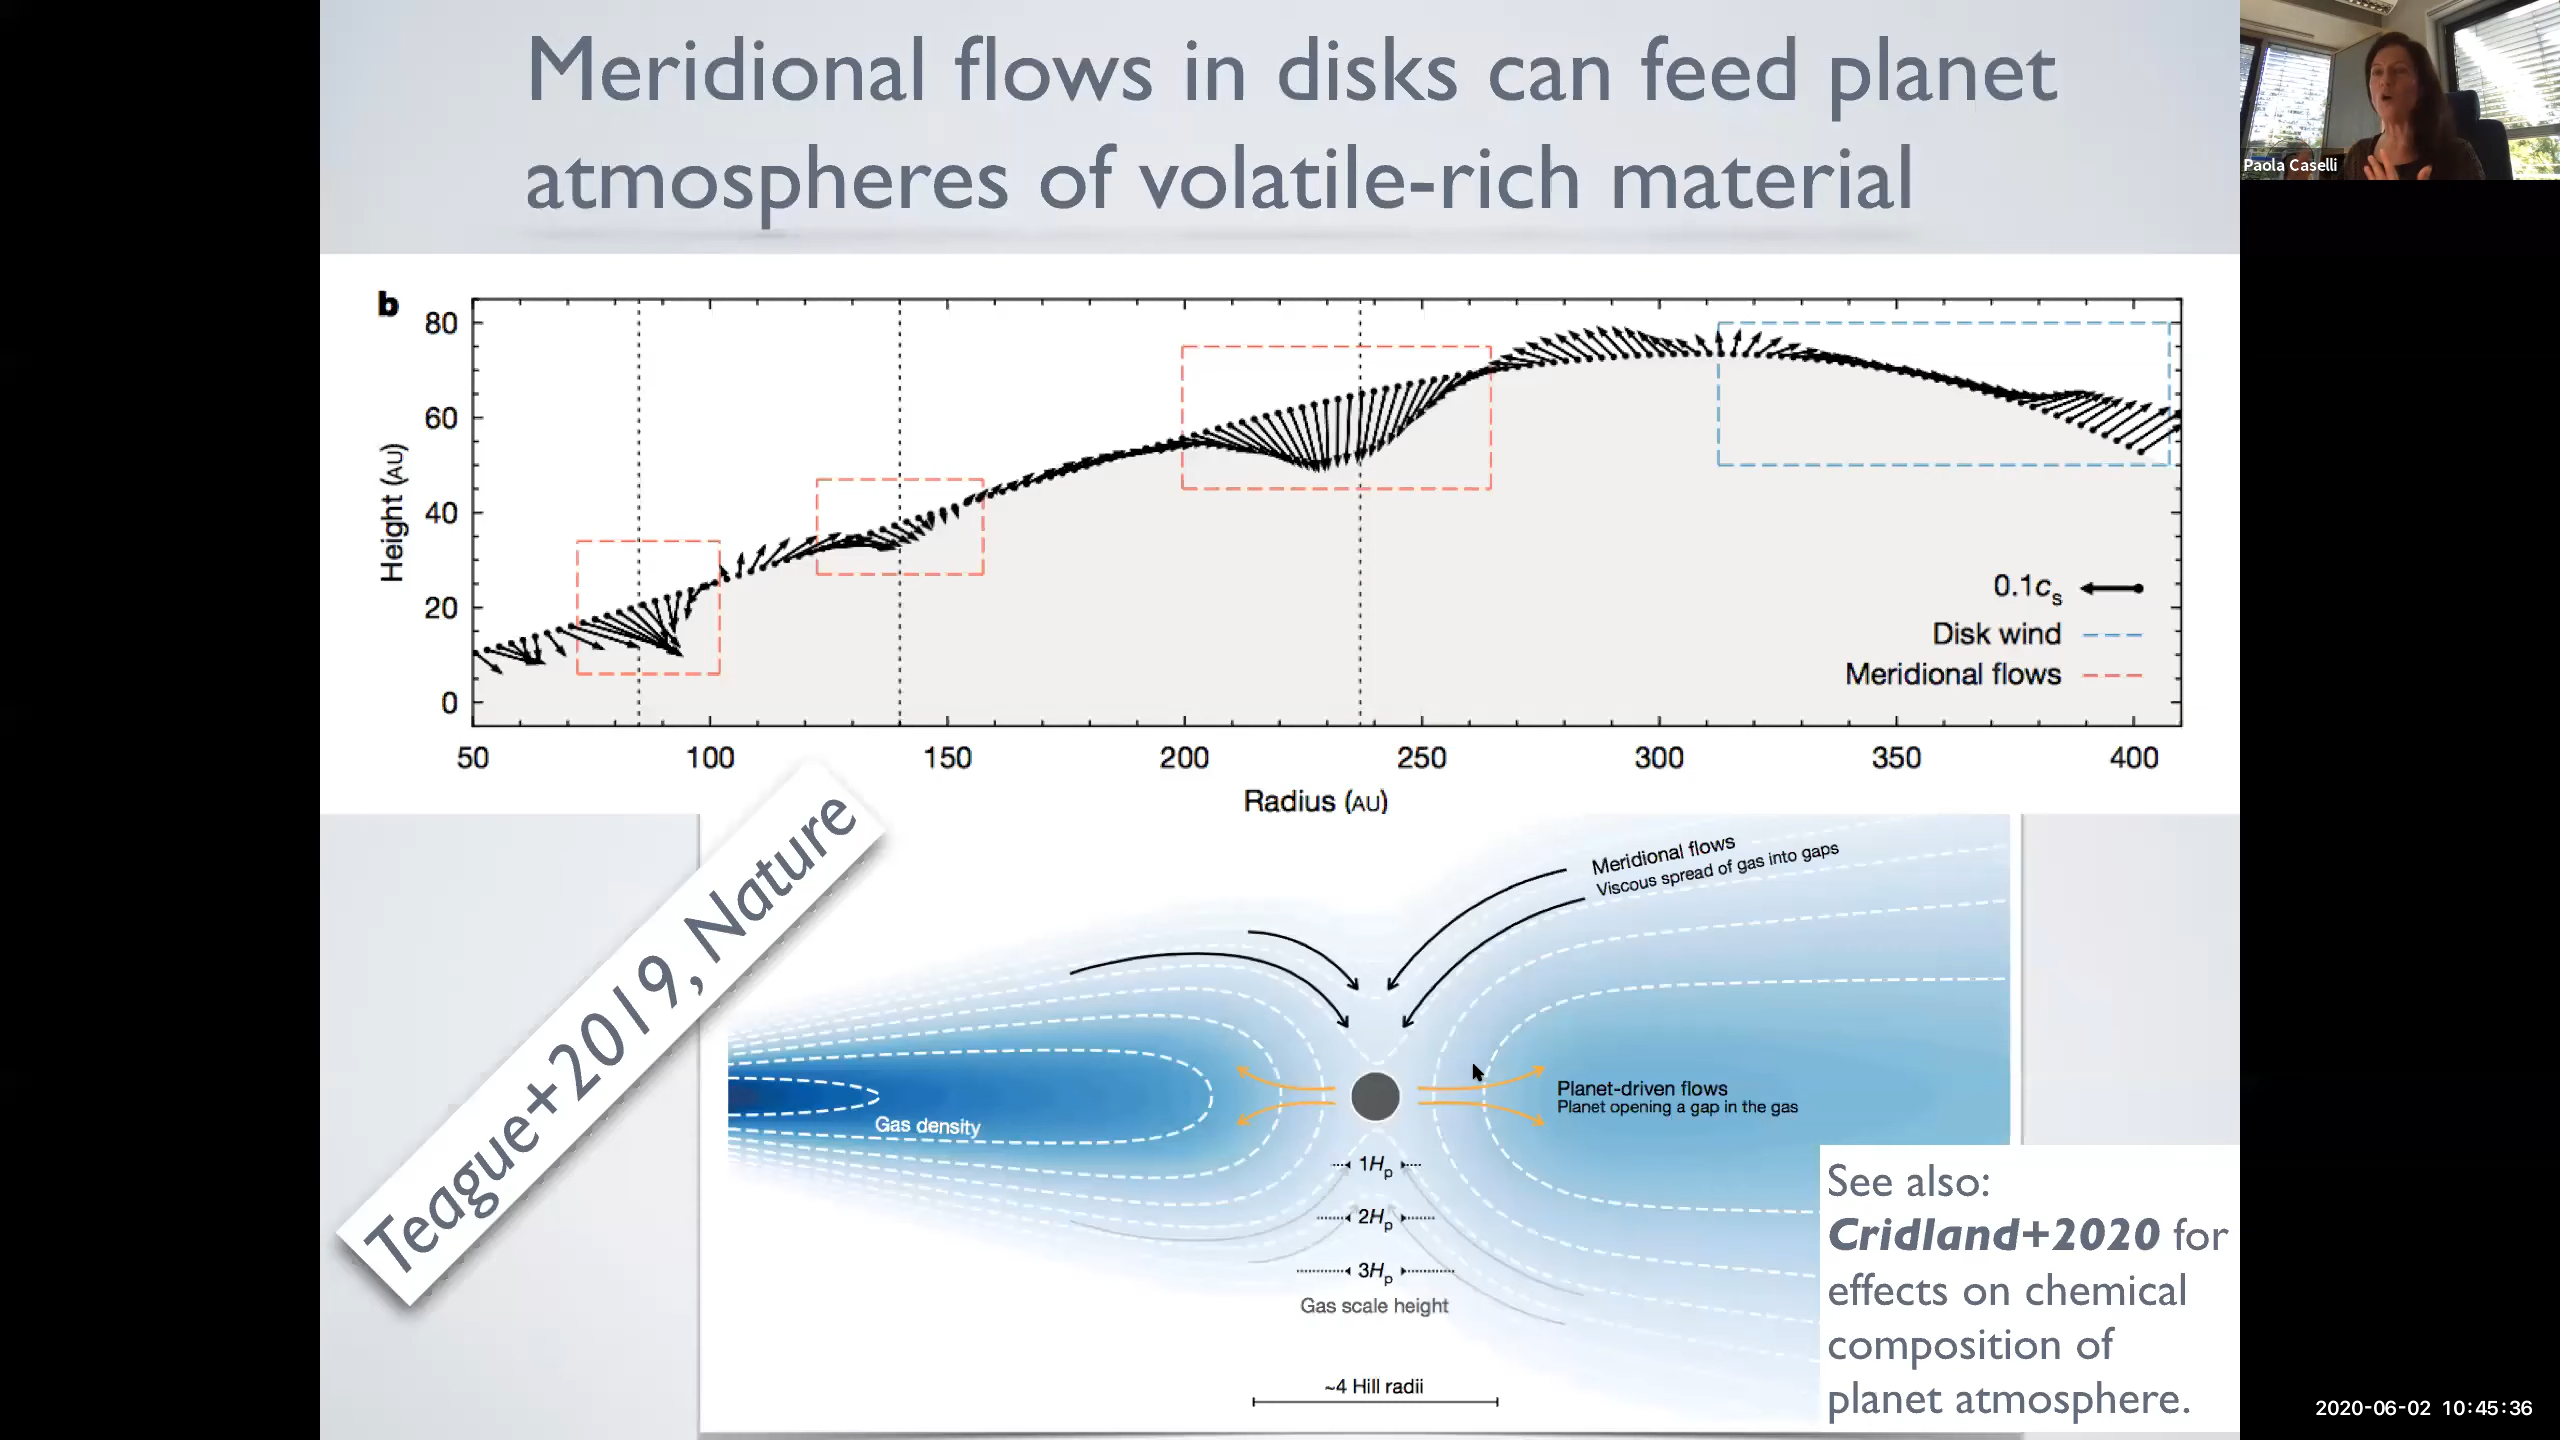 Meridional flows in disks can feed planet
atmospheres of volatile-rich material
Paola Caselli
b
80
60
40
20
0
Height (AU)
0.1cs
Disk wind
Meridional flows
50 100 150 200 250 300 350 400
Radius (AU)
Teague+2019, Nature
Meridional flows
Viscous spread of gas into gaps
Planet-driven flows
Planet opening a gap in the gas
Gas density
1Hp
2Hp
3Hp
Gas scale height
~4 Hill radii
See also:
Cridland+2020 for
effects on chemical
composition of
planet atmosphere.
2020-06-02 10:45:36